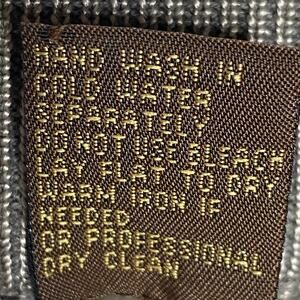 HAND WASH IN
COLD WATER
SEPARATELY
DO NOT USE BLEACH
LAY FLAT TO DRY
WARM IRON IF
NEEDED
OR PROFESSIONAL
DRY CLEAN